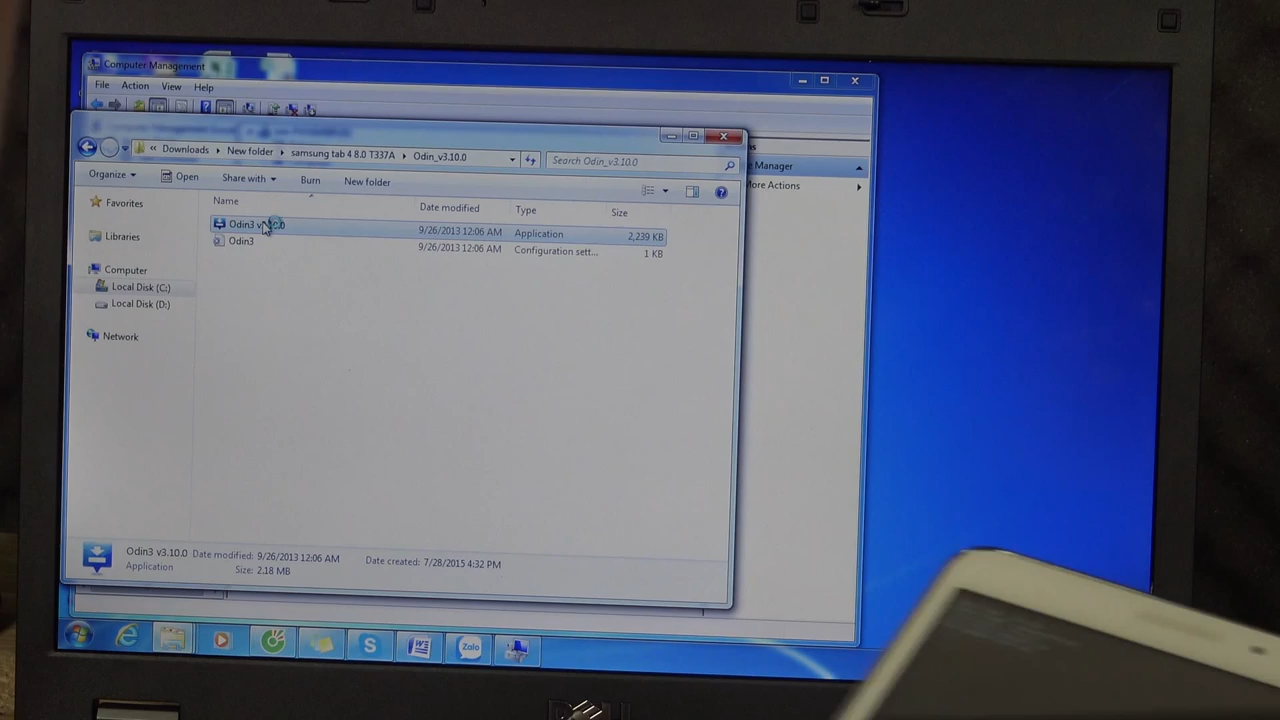 Computer Management
File Action View Help
Downloads New folder samsung tab 4 8.0 T337A Odin_v3.10.0
Search Odin_v3.10.0
Organize Open Share with Burn New folder
Name Date modified Type Size
Favorites
Libraries
Computer
Local Disk (C:)
Local Disk (D:)
Network
Odin3 9/26/2013 12:06 AM Application 2,239 KB
Odin3 9/26/2013 12:06 AM Configuration sett... 1 KB
Manager
More Actions
Odin3 v3.10.0 Date modified: 9/26/2013 12:06 AM Date created: 7/28/2015 4:32 PM
Application Size: 2.18 MB
S W Zalo